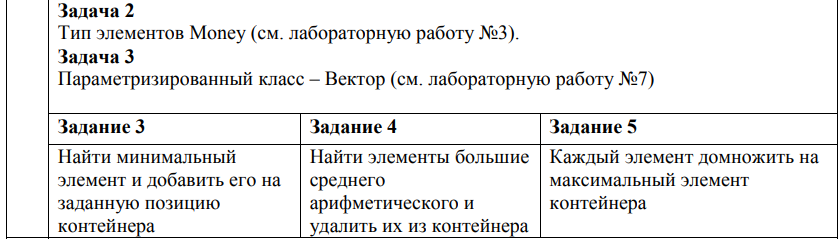 Задача 2
Тип элементов Money (см. лабораторную работу №3).
Задача 3
Параметризированный класс – Вектор (см. лабораторную работу №7)
Задание 3
Задание 4
Задание 5
Найти минимальный
элемент и добавить его на
заданную позицию
контейнера
Найти элементы большие
среднего
арифметического и
удалить их из контейнера
Каждый элемент домножить на
максимальный элемент
контейнера